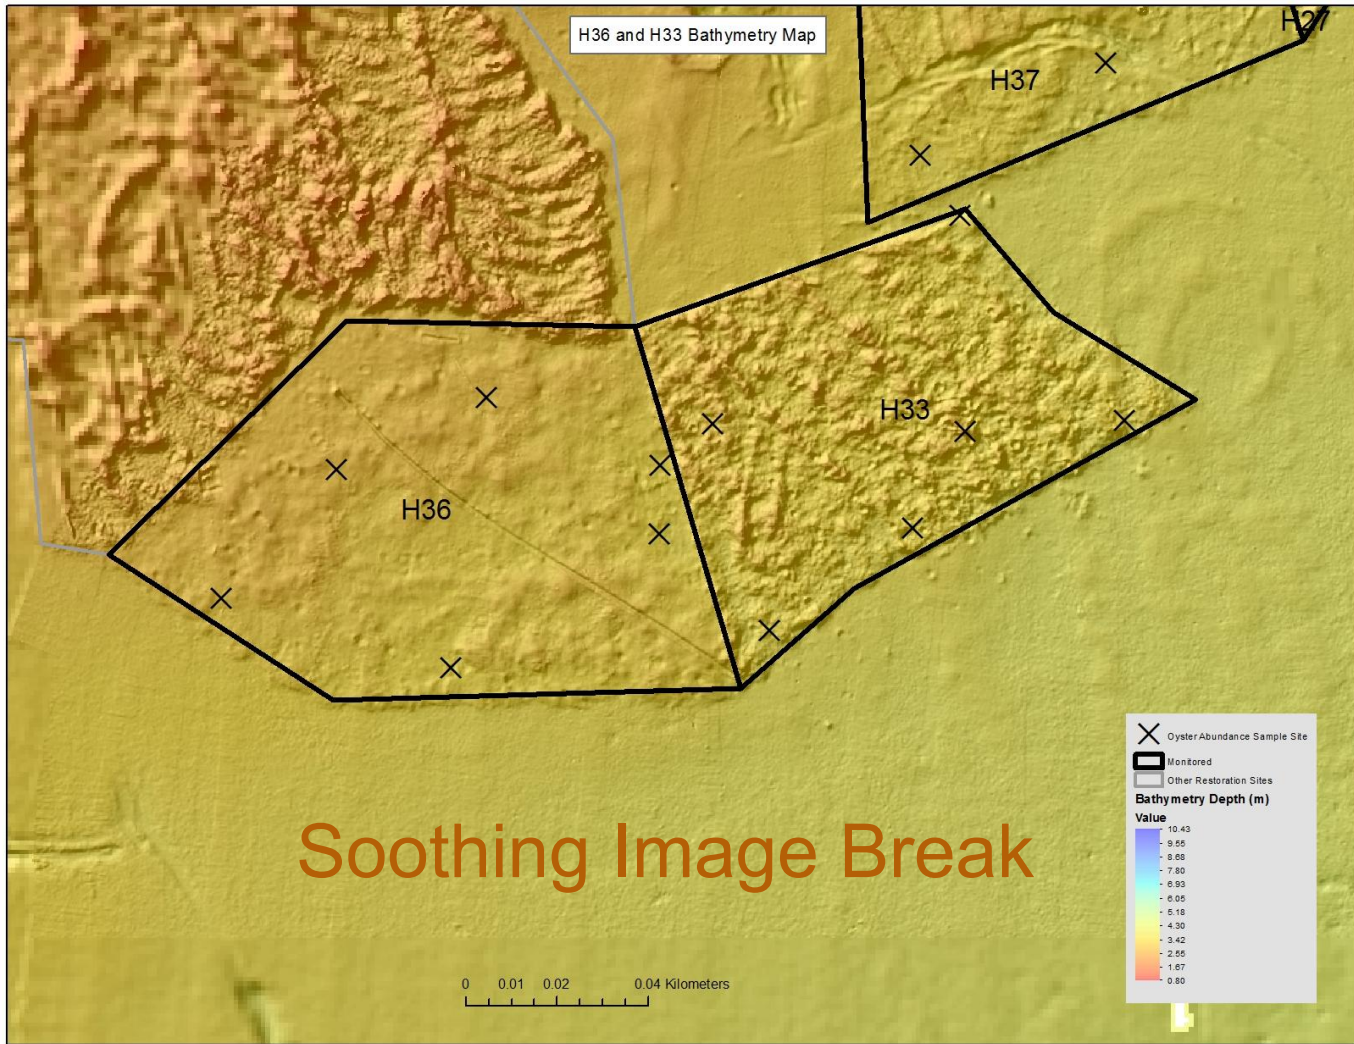 H36 and H33 Bathymetry Map
H27
H37
H33
H36
Oyster Abundance Sample Site
Monitored
Other Restoration Sites
Bathymetry Depth (m)
Value
10.43
9.55
8.68
7.80
6.93
6.05
5.18
4.30
3.42
2.55
1.67
0.80
Soothing Image Break
0 0.01 0.02 0.04 Kilometers